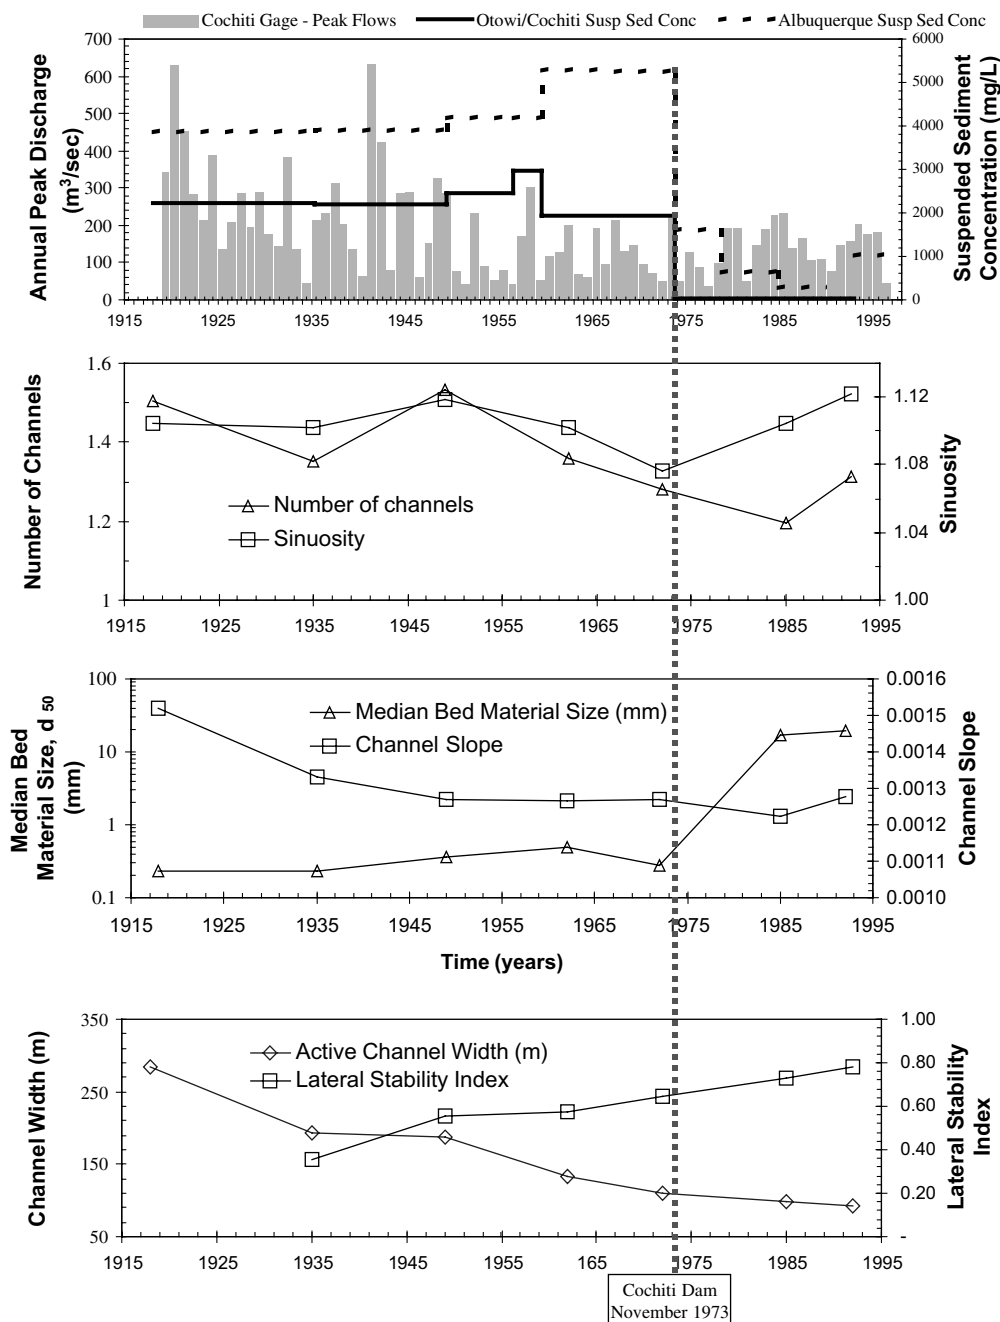 Cochiti Gage - Peak Flows Otowi/Cochiti Susp Sed Conc Albuquerque Susp Sed Conc
Annual Peak Discharge
(m3/sec)
700
600
500
400
300
200
100
0
6000
5000
4000
3000
2000
1000
0
Suspended Sediment
Concentration (mg/L)
1915 1925 1935 1945 1955 1965 1975 1985 1995
Number of Channels
1.6
1.4
1.2
1
Number of channels
Sinuosity
1.12
1.08
1.04
1.00
Sinuosity
1915 1925 1935 1945 1955 1965 1975 1985 1995
Median Bed
Material Size, d 50
(mm)
100
10
1
0.1
Median Bed Material Size (mm)
Channel Slope
0.0016
0.0015
0.0014
0.0013
0.0012
0.0011
0.0010
Channel Slope
1915 1925 1935 1945 1955 1965 1975 1985 1995
Time (years)
Channel Width (m)
350
250
150
50
Active Channel Width (m)
Lateral Stability Index
1.00
0.80
0.60
0.40
0.20
-
Lateral Stability
Index
1915 1925 1935 1945 1955 1965 1975 1985 1995
Cochiti Dam
November 1973